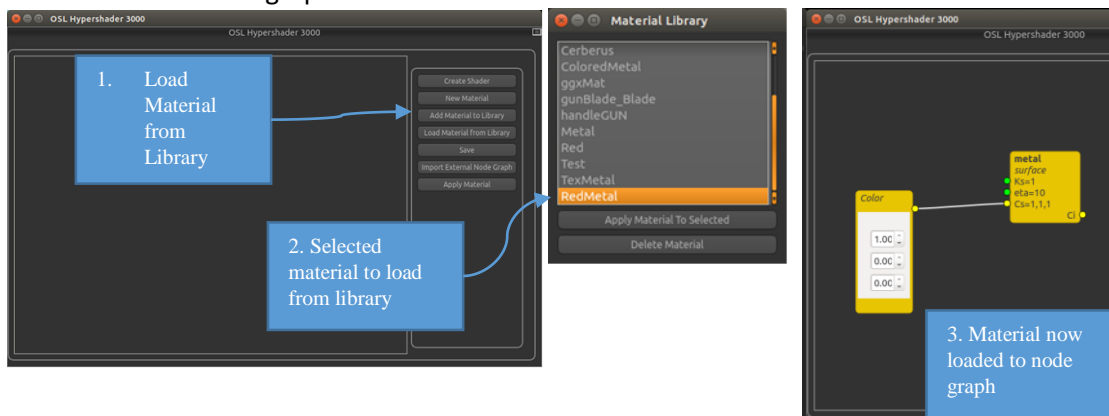 OSL Hypershader 3000
OSL Hypershader 3000
1. Load
Material
from
Library
Create Shader
New Material
Add Material to Library
Load Material from Library
Save
Import External Node Graph
Apply Material
2. Selected
material to load
from library
Material Library
Cerberus
ColoredMetal
ggxMat
gunBlade_Blade
handleGUN
Metal
Red
Test
TexMetal
RedMetal
Apply Material To Selected
Delete Material
OSL Hypershader 3000
OSL Hypershader 3000
metal
surface
Ks=1
eta=10
Cs=1,1,1
Ci
Color
1.00
0.00
0.00
3. Material now
loaded to node
graph